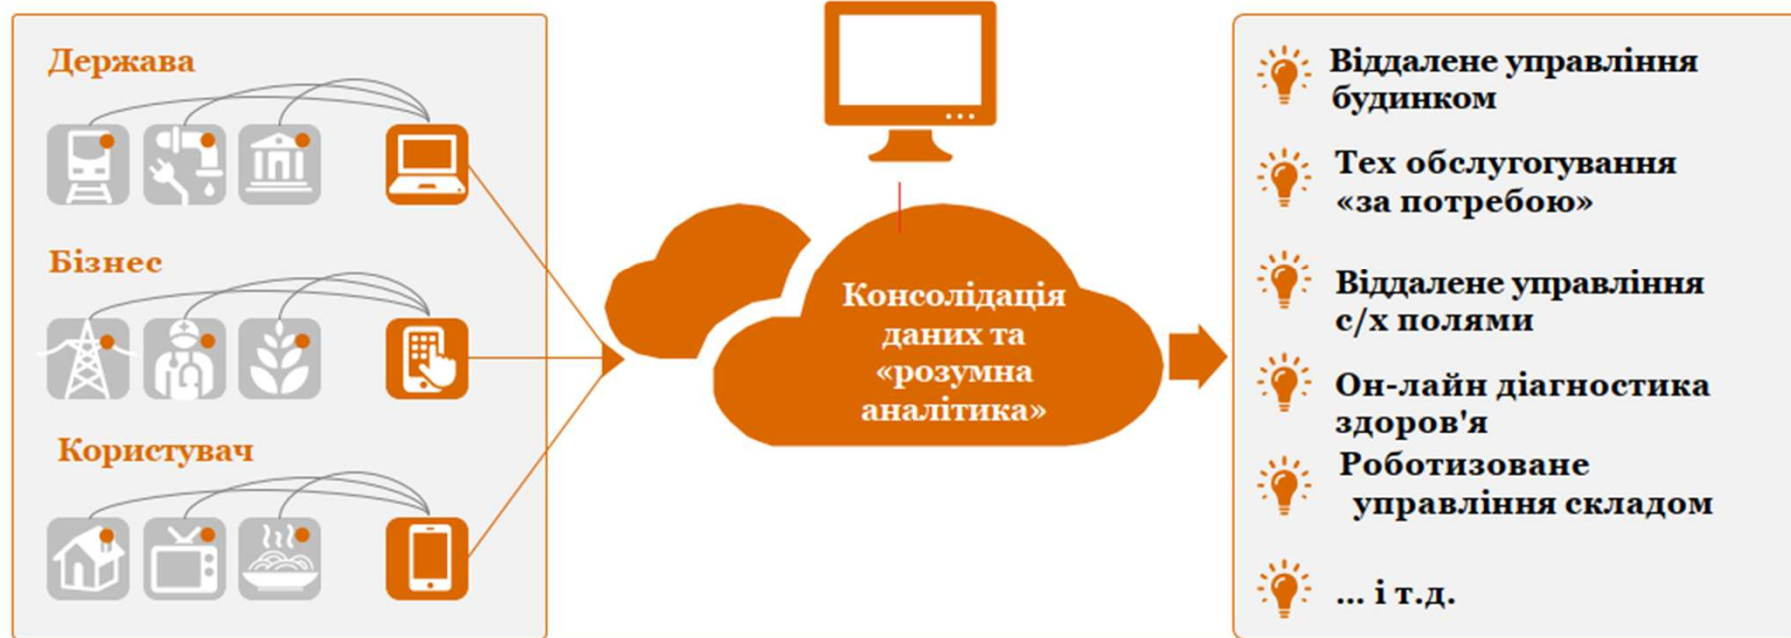 Держава
Бізнес
Користувач
Консолідація
даних та
«розумна
аналітика»
Віддалене управління
будинком
Тех обслугогування
«за потребою»
Віддалене управління
с/х полями
Он-лайн діагностика
здоров'я
Роботизоване
управління складом
... і т.д.